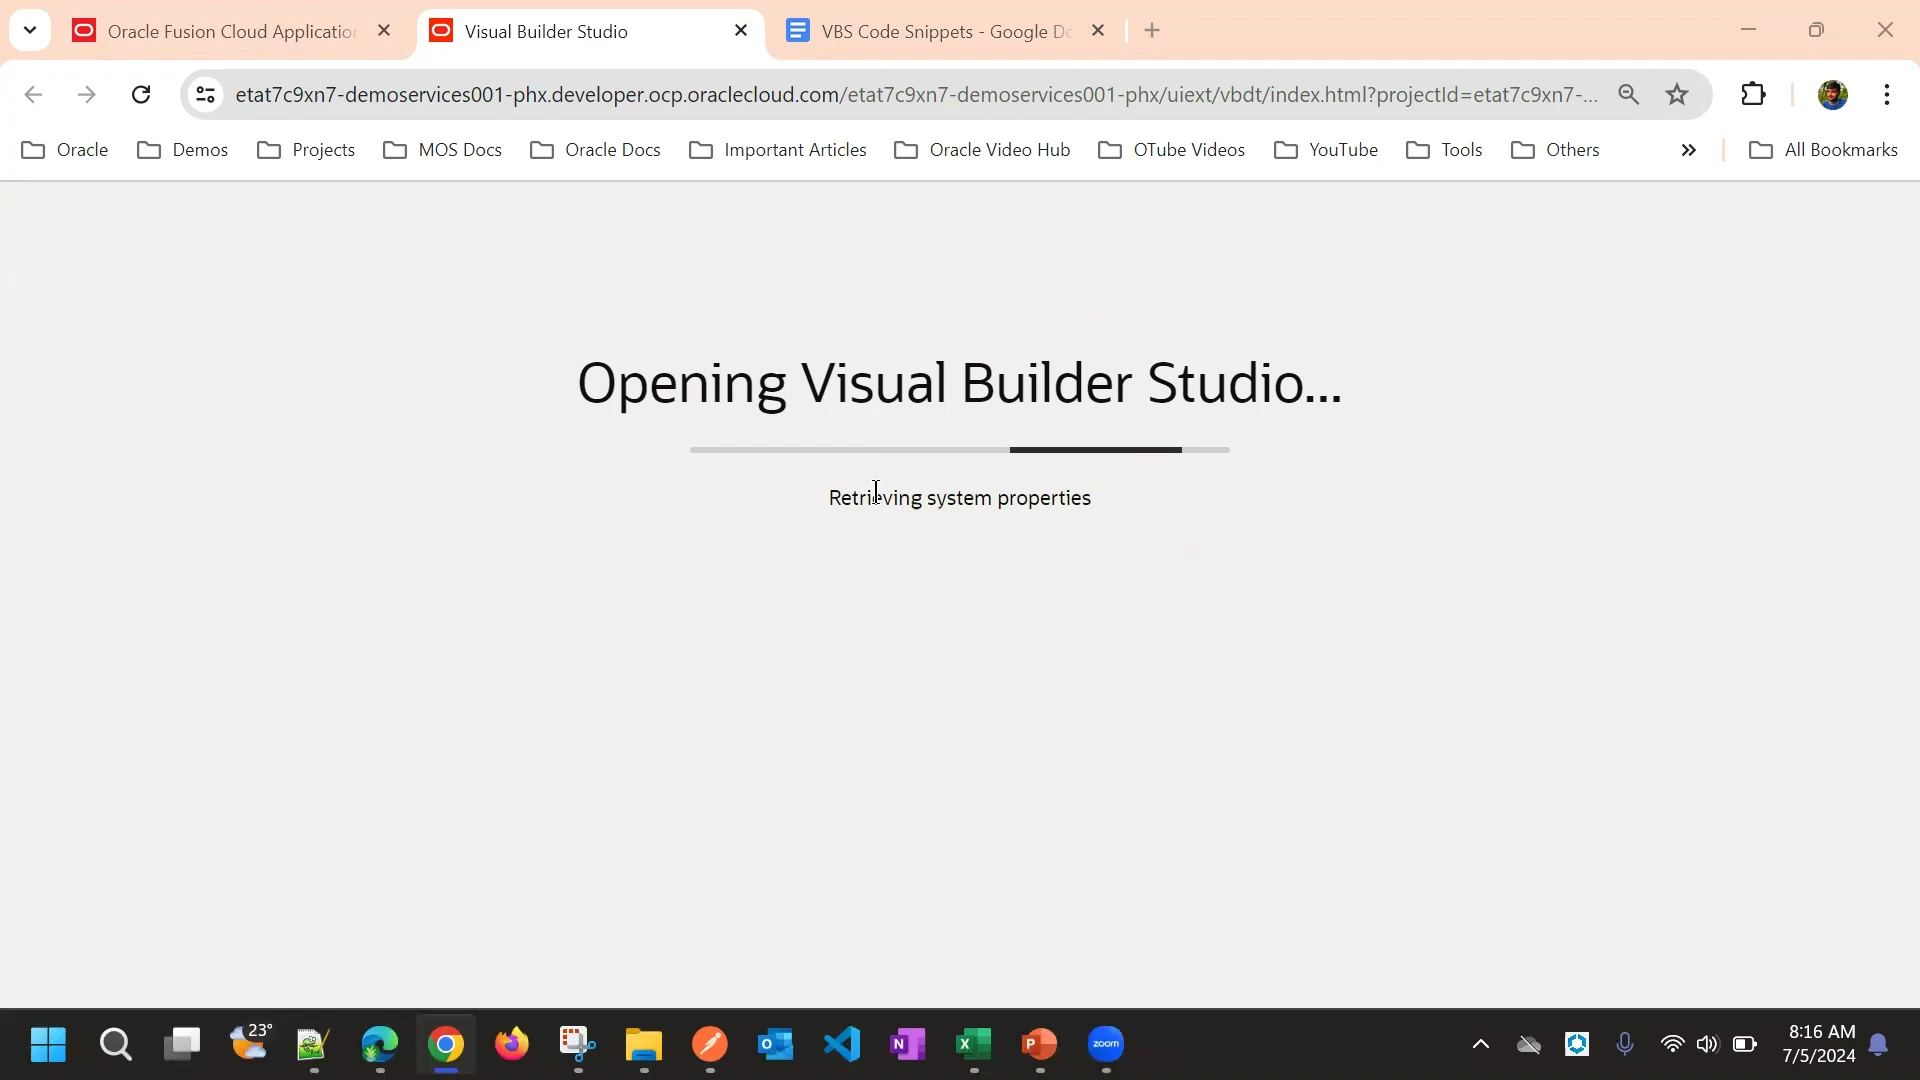 Oracle Fusion Cloud Application
Visual Builder Studio
VBS Code Snippets - Google Do
etat7c9xn7-demoservices001-phx.developer.ocp.oraclecloud.com/etat7c9xn7-demoservices001-phx/uiext/vbdt/index.html?projectId=etat7c9xn7-...
Oracle
Demos
Projects
MOS Docs
Oracle Docs
Important Articles
Oracle Video Hub
OTube Videos
YouTube
Tools
Others
All Bookmarks
Opening Visual Builder Studio...
Retrieving system properties
23°
zoom
8:16 AM
7/5/2024